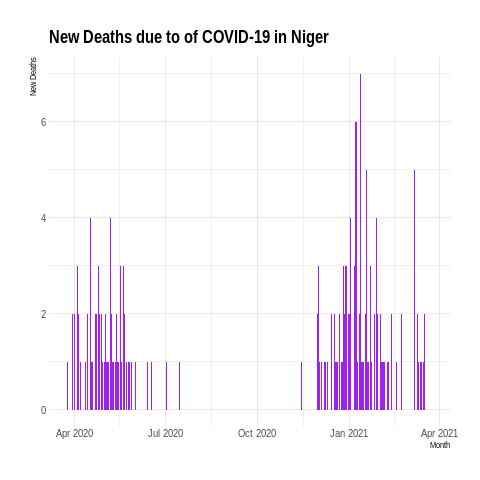 New Deaths due to of COVID-19 in Niger
New Deaths
6
4
2
0
Apr 2020 Jul 2020 Oct 2020 Jan 2021 Apr 2021
Month